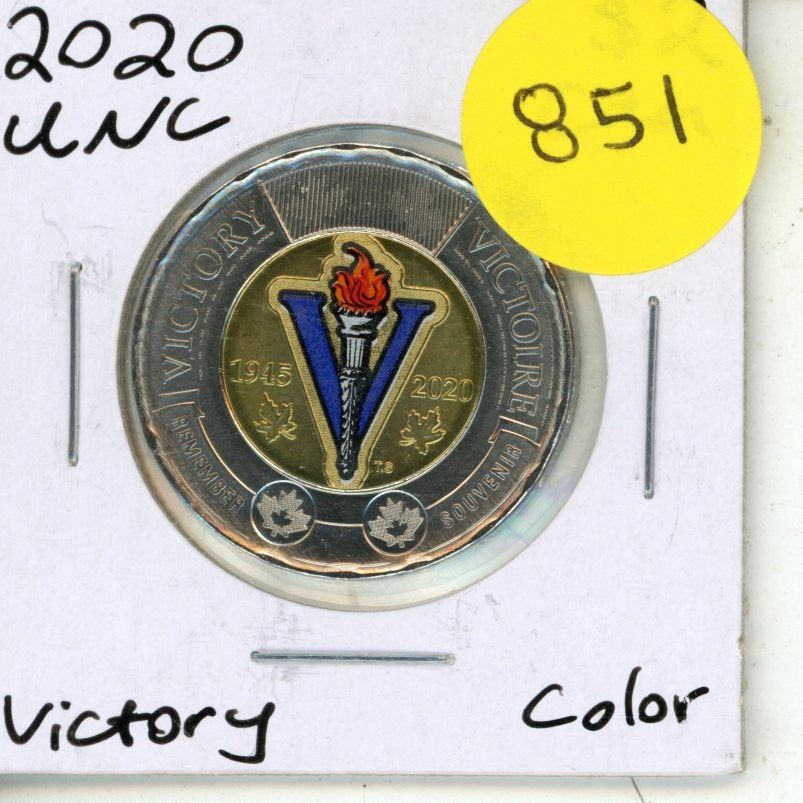 2020
UNC
851
VICTORY
VICTOIRE
V
1945
2020
T.S
REMEMBER
SOUVENIR
Victory
Color